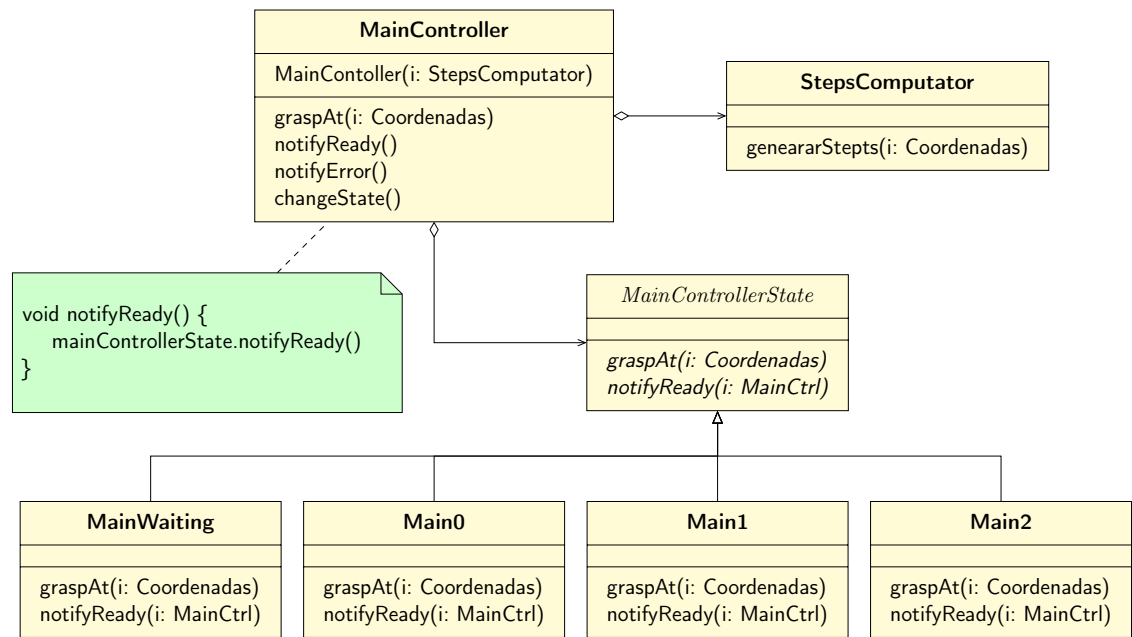 MainController
MainContoller(i: StepsComputator)
graspAt(i: Coordenadas)
notifyReady()
notifyError()
changeState()
StepsComputator
geneararStepts(i: Coordenadas)
void notifyReady() {
mainControllerState.notifyReady()
}
MainControllerState
graspAt(i: Coordenadas)
notifyReady(i: MainCtrl)
MainWaiting
graspAt(i: Coordenadas)
notifyReady(i: MainCtrl)
Main0
graspAt(i: Coordenadas)
notifyReady(i: MainCtrl)
Main1
graspAt(i: Coordenadas)
notifyReady(i: MainCtrl)
Main2
graspAt(i: Coordenadas)
notifyReady(i: MainCtrl)